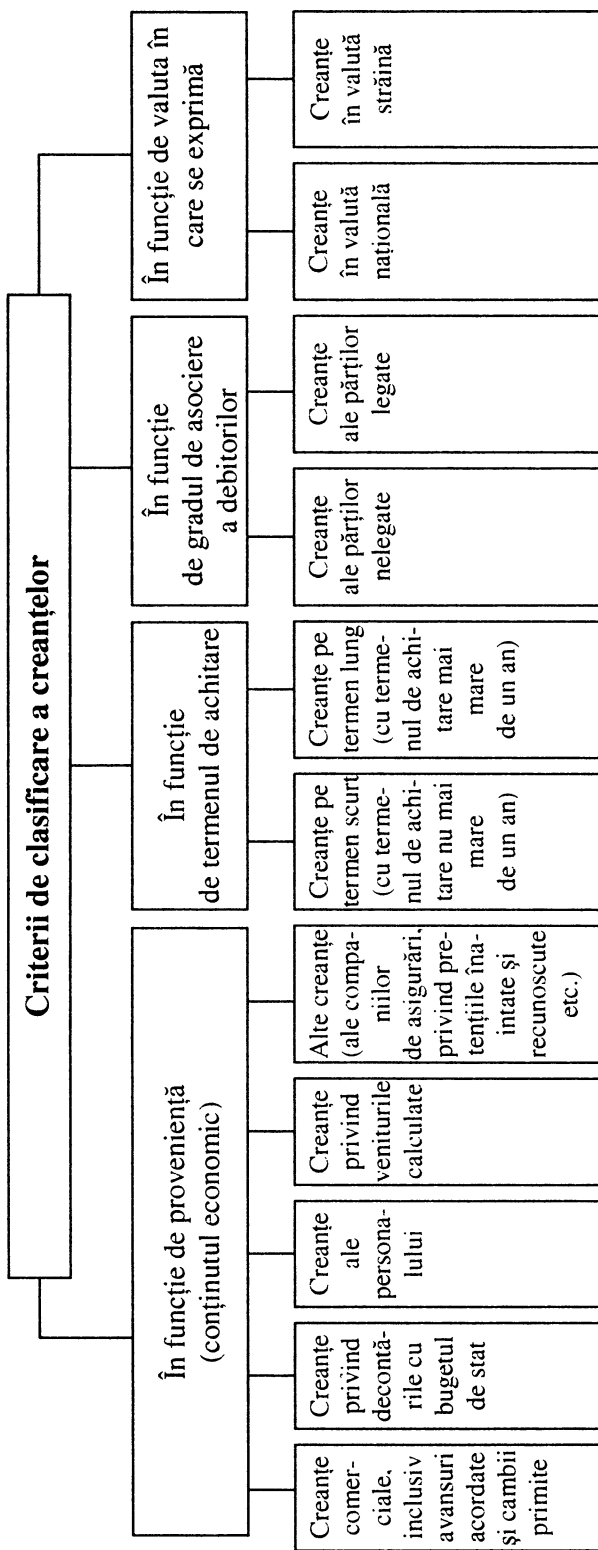 Criterii de clasificare a creanțelor
În funcție de proveniență
(conținutul economic)
În funcție
de termenul de achitare
În funcție
de gradul de asociere
a debitorilor
În funcție de valuta în
care se exprimă
Creanțe
comer-
ciale,
inclusiv
avansuri
acordate
și cambii
primite
Creanțe
privind
decontă-
rile cu
bugetul
de stat
Creanțe
ale
persona-
lului
Creanțe
privind
veniturile
calculate
Alte creanțe
(ale compa-
niilor
de asigurări,
privind pre-
tențiile îna-
intate și
recunoscute
etc.)
Creanțe pe
termen scurt
(cu terme-
nul de achi-
tare nu mai
mare
de un an)
Creanțe pe
termen lung
(cu terme-
nul de achi-
tare mai
mare
de un an)
Creanțe
ale părților
nelegate
Creanțe
ale părților
legate
Creanțe
în valută
națională
Creanțe
în valută
străină